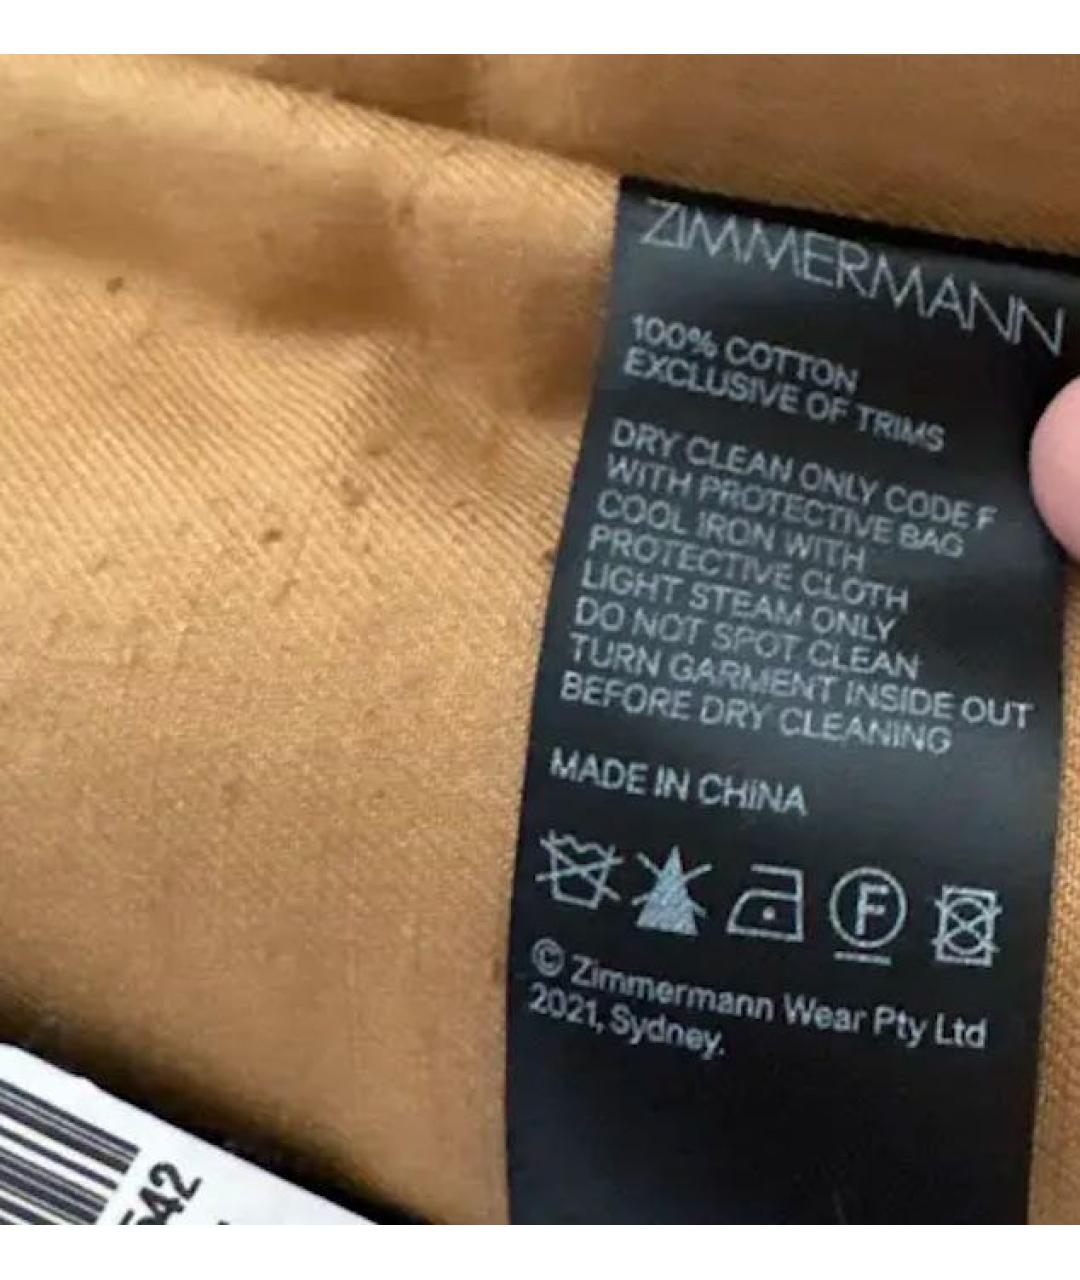 ZIMMERMANN
100% COTTON
EXCLUSIVE OF TRIMS
DRY CLEAN ONLY CODE F
WITH PROTECTIVE BAG
COOL IRON WITH
PROTECTIVE CLOTH
LIGHT STEAM ONLY
DO NOT SPOT CLEAN
TURN GARMENT INSIDE OUT
BEFORE DRY CLEANING
MADE IN CHINA
F
© Zimmermann Wear Pty Ltd
2021, Sydney.
542